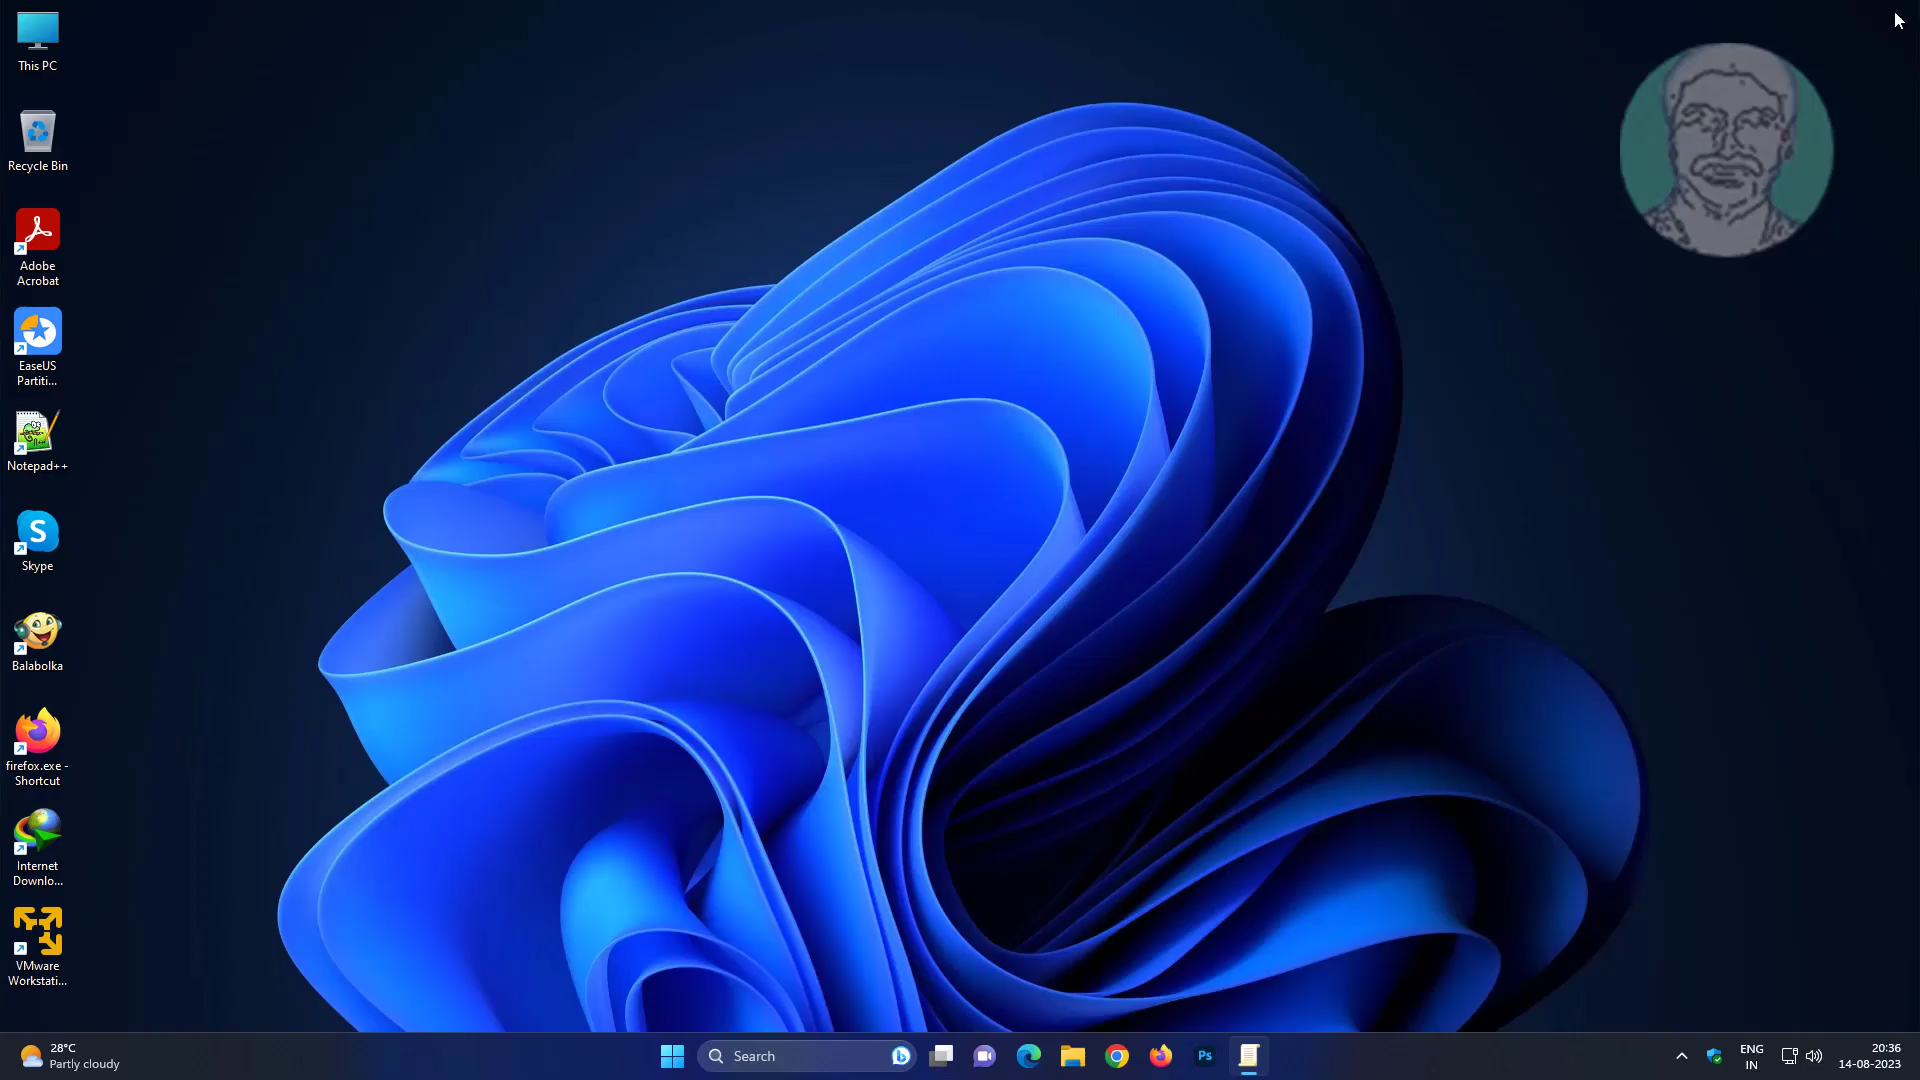 This PC
Recycle Bin
Adobe
Acrobat
EaseUS
Partiti...
Notepad++
Skype
Balabolka
firefox.exe -
Shortcut
Internet
Downlo...
VMware
Workstati...
28°C
Partly cloudy
Search
Ps
ENG
IN
20:36
14-08-2023